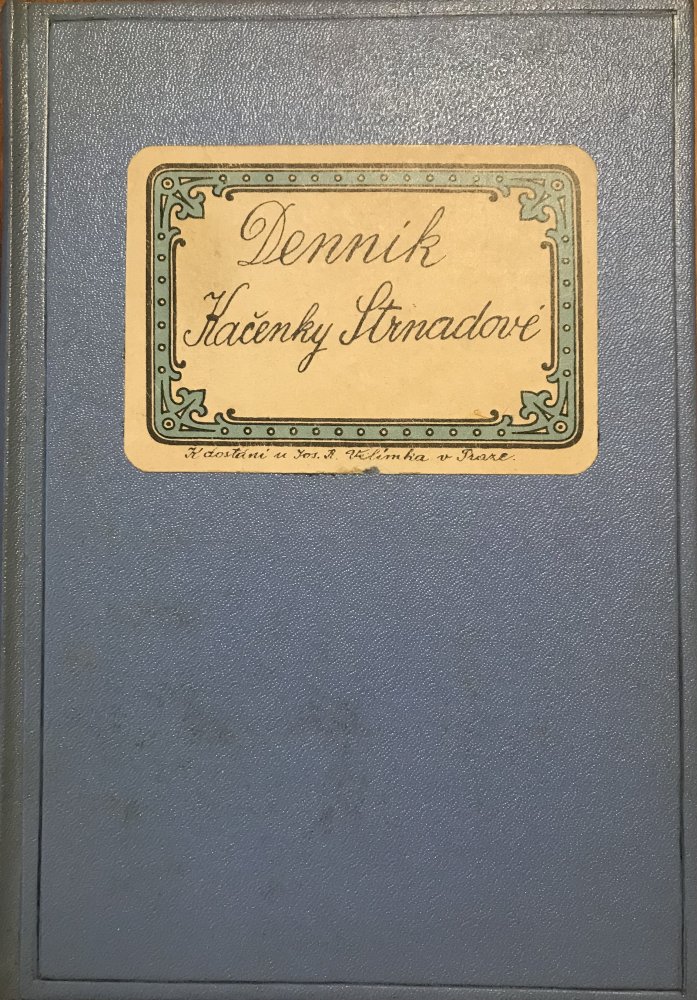 Denník
Kačenky Strnadové
K dostání u Jos. R. Vilímka v Praze.